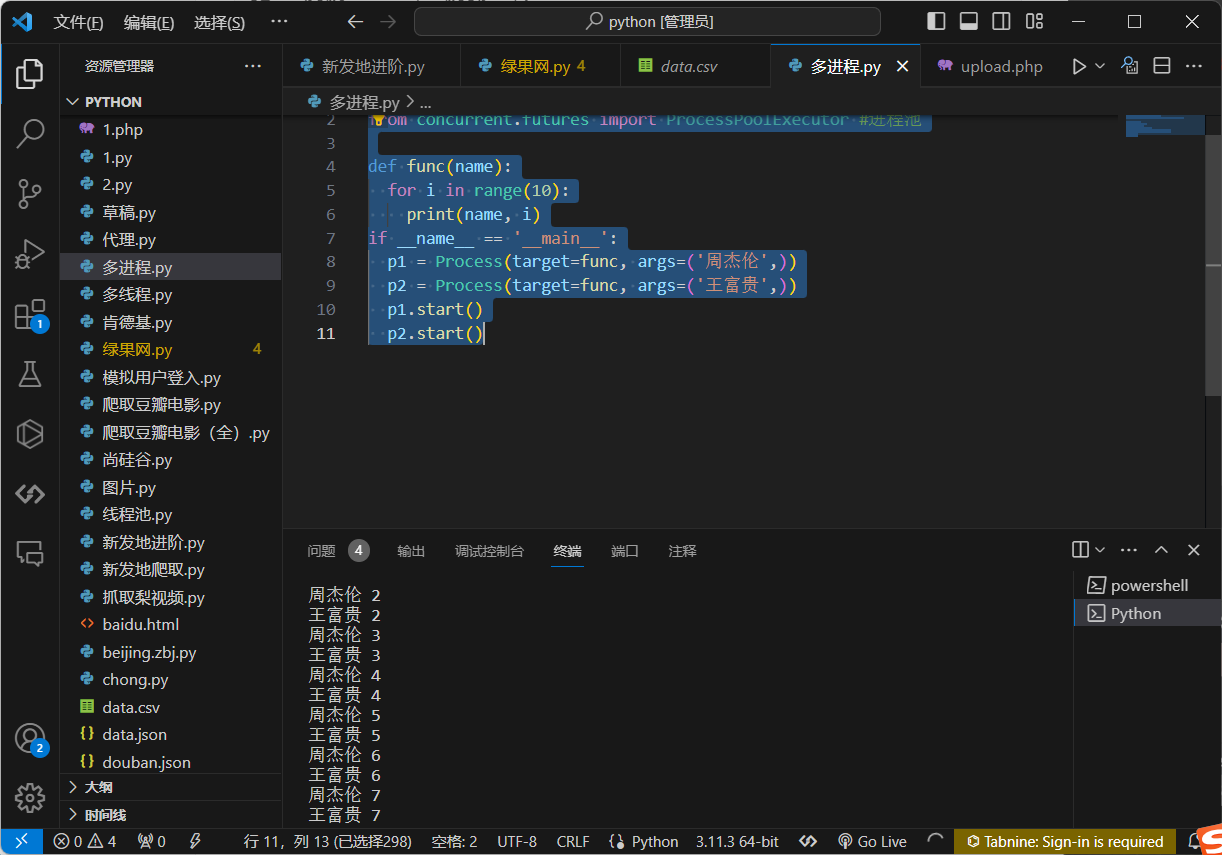 文件(F) 编辑(E) 选择(S) ··· python [管理员]
资源管理器 ···
新发地进阶.py 绿果网.py 4 data.csv 多进程.py upload.php
PYTHON
多进程.py > ...
1.php
1.py
2.py
草稿.py
代理.py
多进程.py
多线程.py
肯德基.py
绿果网.py 4
模拟用户登入.py
爬取豆瓣电影.py
爬取豆瓣电影（全）.py
尚硅谷.py
图片.py
线程池.py
新发地进阶.py
新发地爬取.py
抓取梨视频.py
baidu.html
beijing.zbj.py
chong.py
data.csv
data.json
douban.json
大纲
时间线
1
2
2 from concurrent.futures import ProcessPoolExecutor #进程池
3
4 def func(name):
5   for i in range(10):
6     print(name, i)
7 if __name__ == '__main__':
8   p1 = Process(target=func, args=('周杰伦',))
9   p2 = Process(target=func, args=('王富贵',))
10   p1.start()
11   p2.start()
问题 4 输出 调试控制台 终端 端口 注释
周杰伦 2
王富贵 2
周杰伦 3
王富贵 3
周杰伦 4
王富贵 4
周杰伦 5
王富贵 5
周杰伦 6
王富贵 6
周杰伦 7
王富贵 7
powershell
Python
0 4 0 行 11，列 13 (已选择298) 空格: 2 UTF-8 CRLF Python 3.11.3 64-bit Go Live Tabnine: Sign-in is required